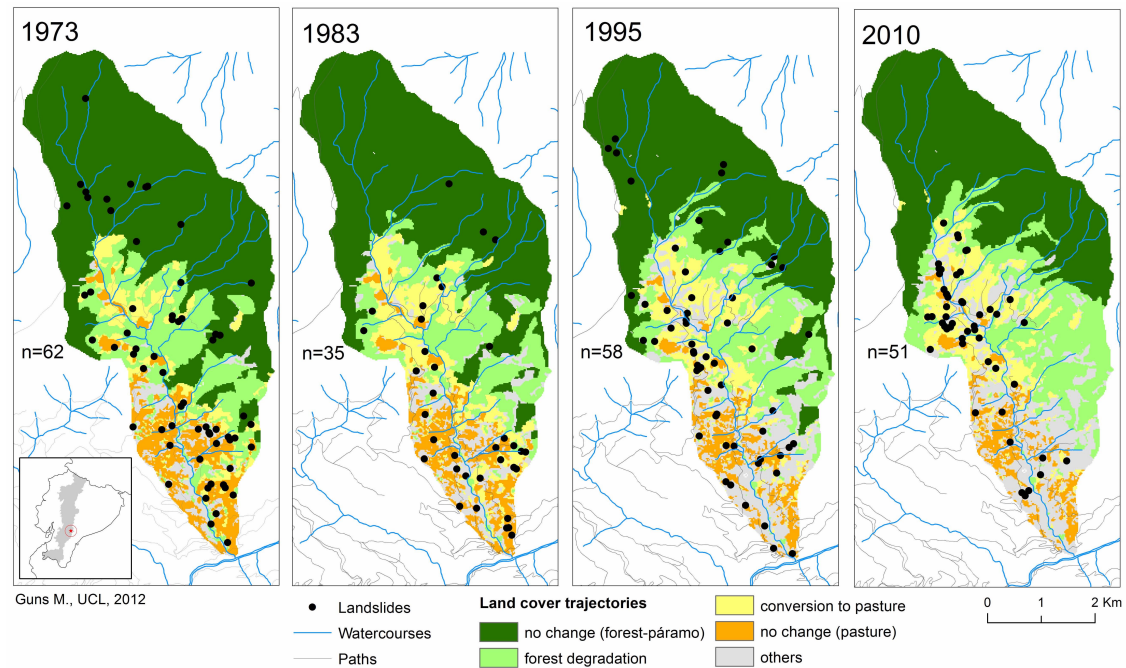 1973
1983
1995
2010
n=62
n=35
n=58
n=51
Guns M., UCL, 2012
Landslides
Watercourses
Paths
Land cover trajectories
no change (forest-páramo)
forest degradation
conversion to pasture
no change (pasture)
others
0 1 2 Km